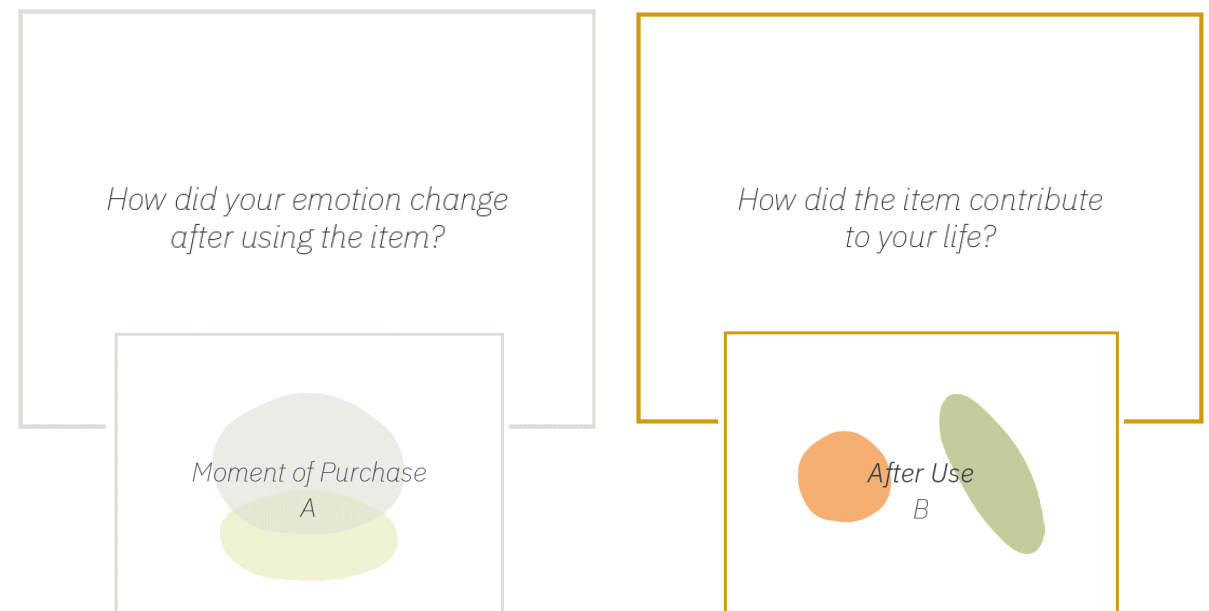 How did your emotion change
after using the item?
How did the item contribute
to your life?
Moment of Purchase
A
After Use
B